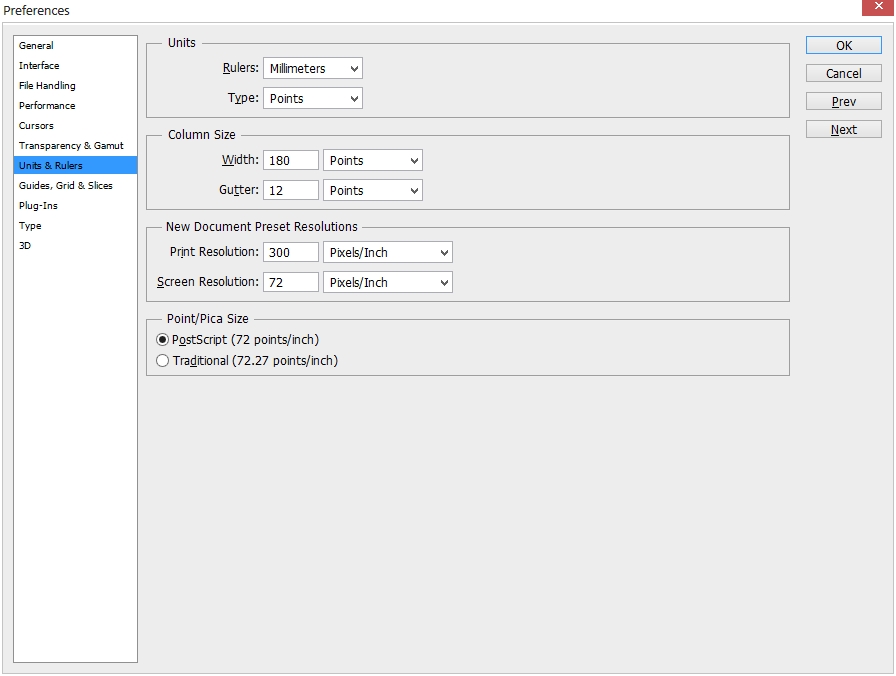 Preferences
General
Interface
File Handling
Performance
Cursors
Transparency & Gamut
Units & Rulers
Guides, Grid & Slices
Plug-Ins
Type
3D
Units
Rulers: Millimeters
Type: Points
Column Size
Width: 180 Points
Gutter: 12 Points
New Document Preset Resolutions
Print Resolution: 300 Pixels/Inch
Screen Resolution: 72 Pixels/Inch
Point/Pica Size
PostScript (72 points/inch)
Traditional (72.27 points/inch)
OK
Cancel
Prev
Next